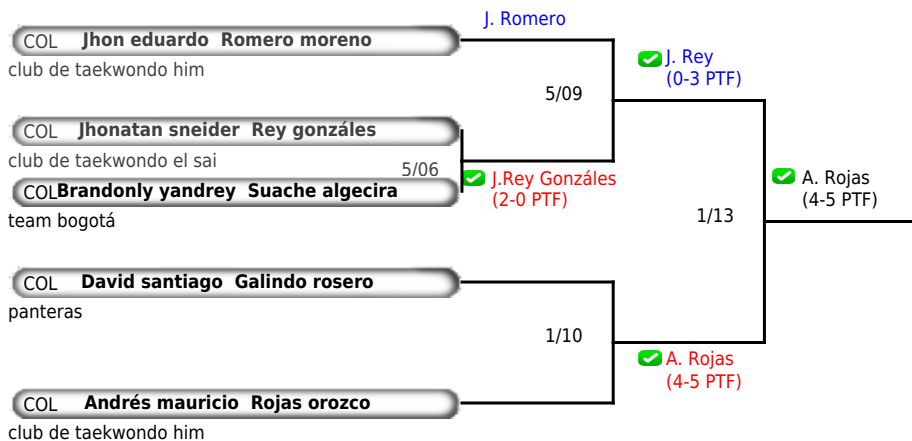 J. Romero
COL Jhon eduardo Romero moreno
club de taekwondo him
J. Rey
(0-3 PTF)
5/09
COL Jhonatan sneider Rey gonzáles
club de taekwondo el sai
5/06
J.Rey Gonzáles
(2-0 PTF)
COL Brandonly yandrey Suache algecira
team bogotá
A. Rojas
(4-5 PTF)
1/13
COL David santiago Galindo rosero
panteras
1/10
A. Rojas
(4-5 PTF)
COL Andrés mauricio Rojas orozco
club de taekwondo him